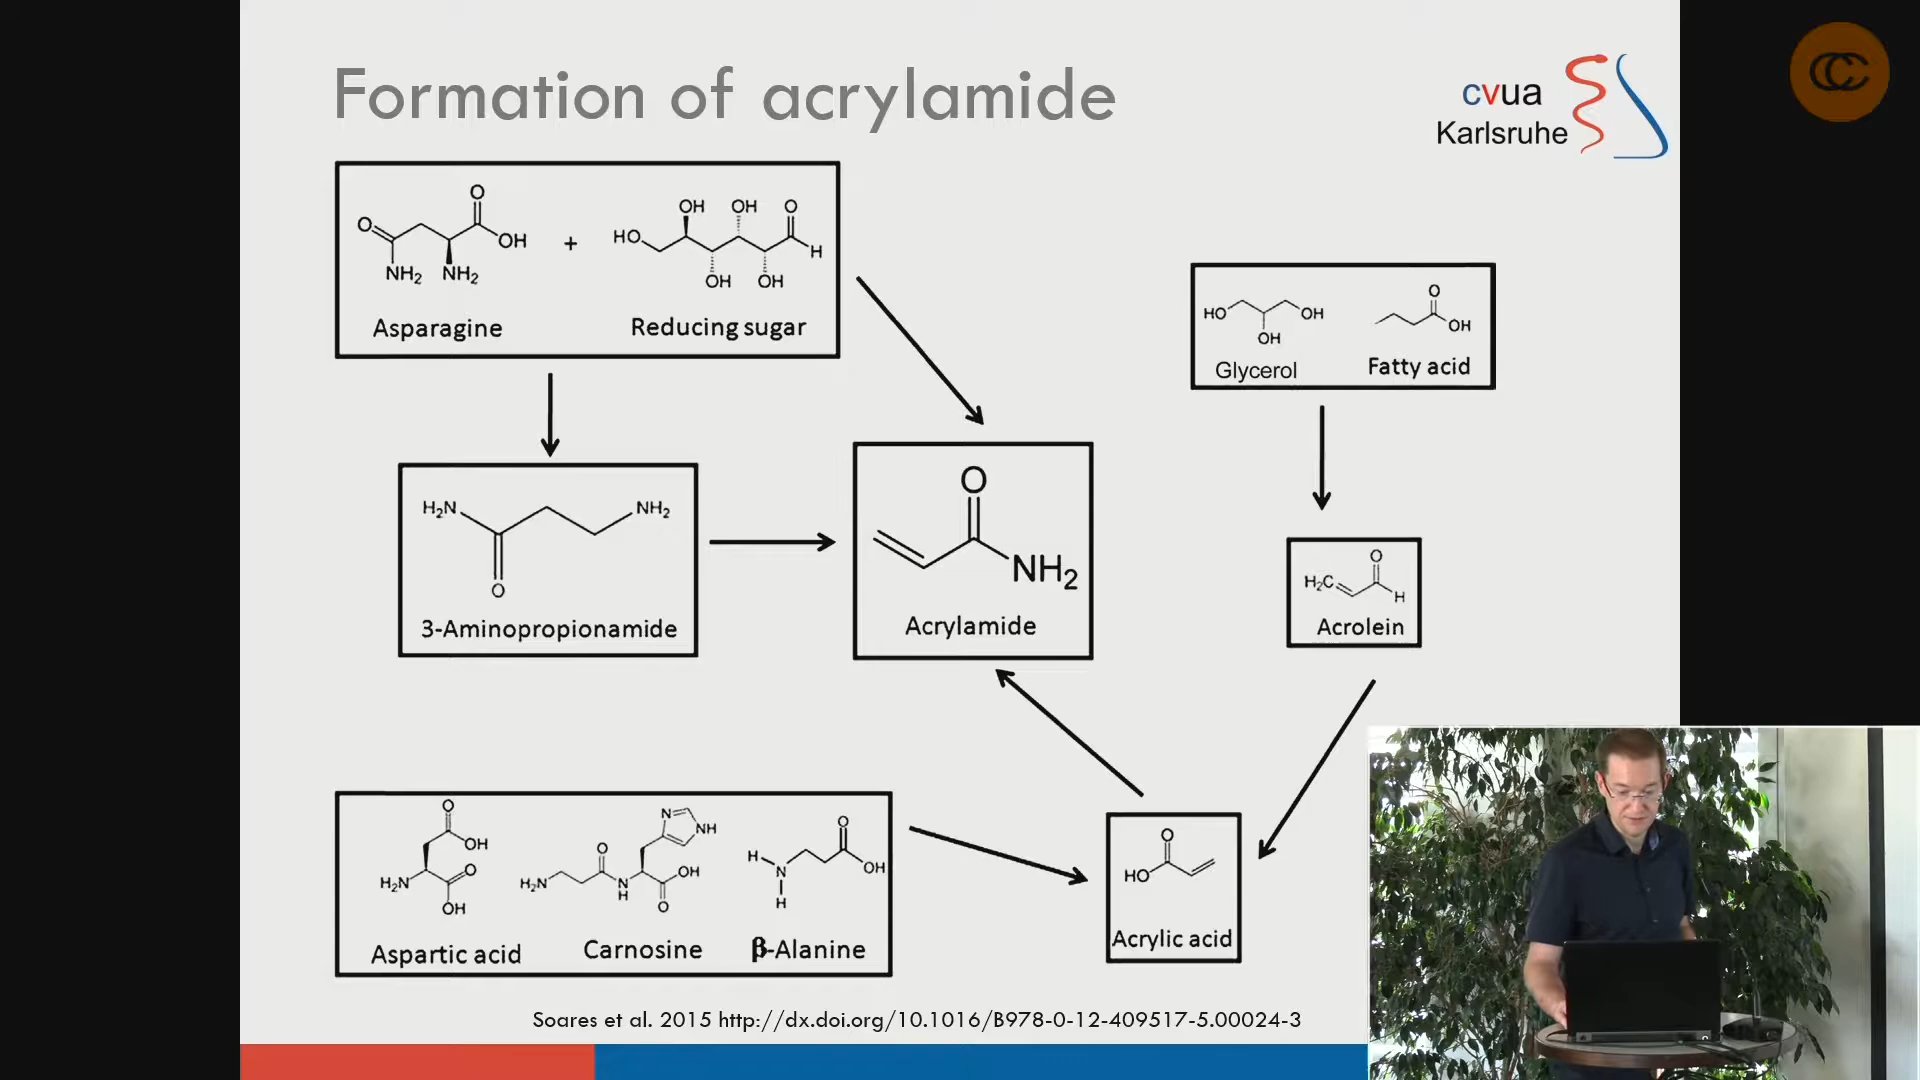 Formation of acrylamide
cvua
Karlsruhe
O
O
OH
NH2
NH2
+
OH
OH
O
HO
H
OH
OH
Asparagine
Reducing sugar
HO
OH
OH
O
OH
Glycerol
Fatty acid
H2N
NH2
O
3-Aminopropionamide
O
NH2
Acrylamide
O
H2C
H
Acrolein
O
OH
H2N
O
OH
N
NH
O
H2N
N
H
OH
O
O
H
N
H
OH
Aspartic acid
Carnosine
β-Alanine
O
HO
Acrylic acid
Soares et al. 2015 http://dx.doi.org/10.1016/B978-0-12-409517-5.00024-3